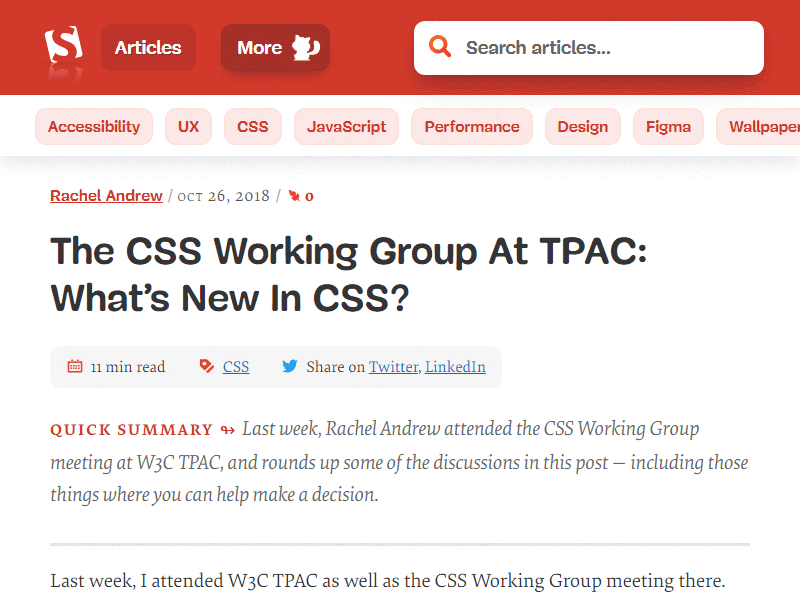 Articles
More
Search articles...
Accessibility
UX
CSS
JavaScript
Performance
Design
Figma
Wallpaper
Rachel Andrew / OCT 26, 2018 / 0
The CSS Working Group At TPAC:
What’s New In CSS?
11 min read
CSS
Share on Twitter, LinkedIn
QUICK SUMMARY ↬ Last week, Rachel Andrew attended the CSS Working Group
meeting at W3C TPAC, and rounds up some of the discussions in this post — including those
things where you can help make a decision.
Last week, I attended W3C TPAC as well as the CSS Working Group meeting there.